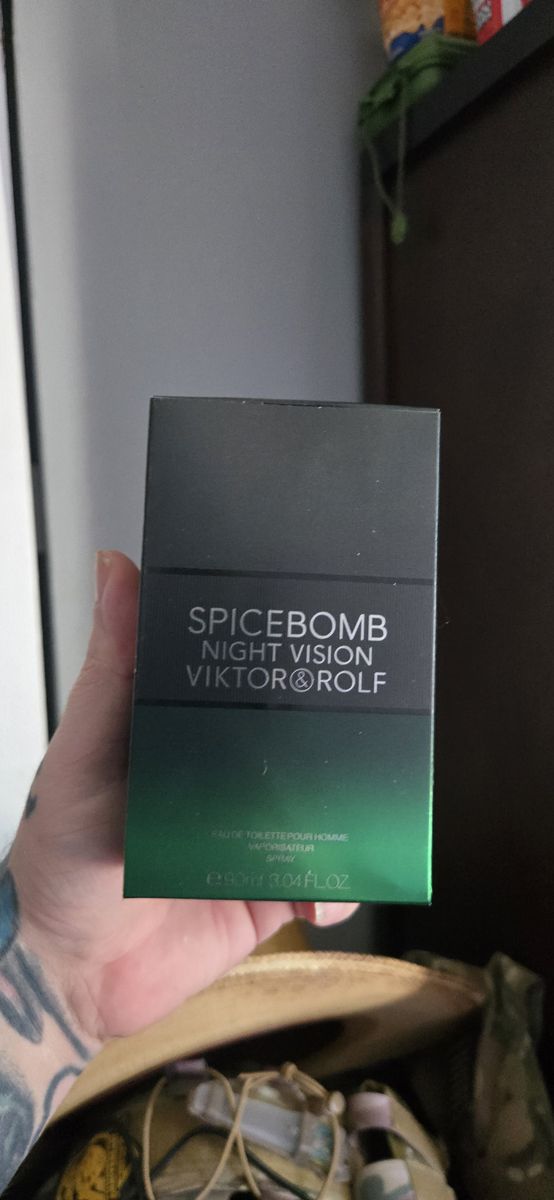 SPICEBOMB
NIGHT VISION
VIKTOR&ROLF
EAU DE TOILETTE POUR HOMME
VAPORISATEUR
SPRAY
e 90ml 3.04 FL.OZ